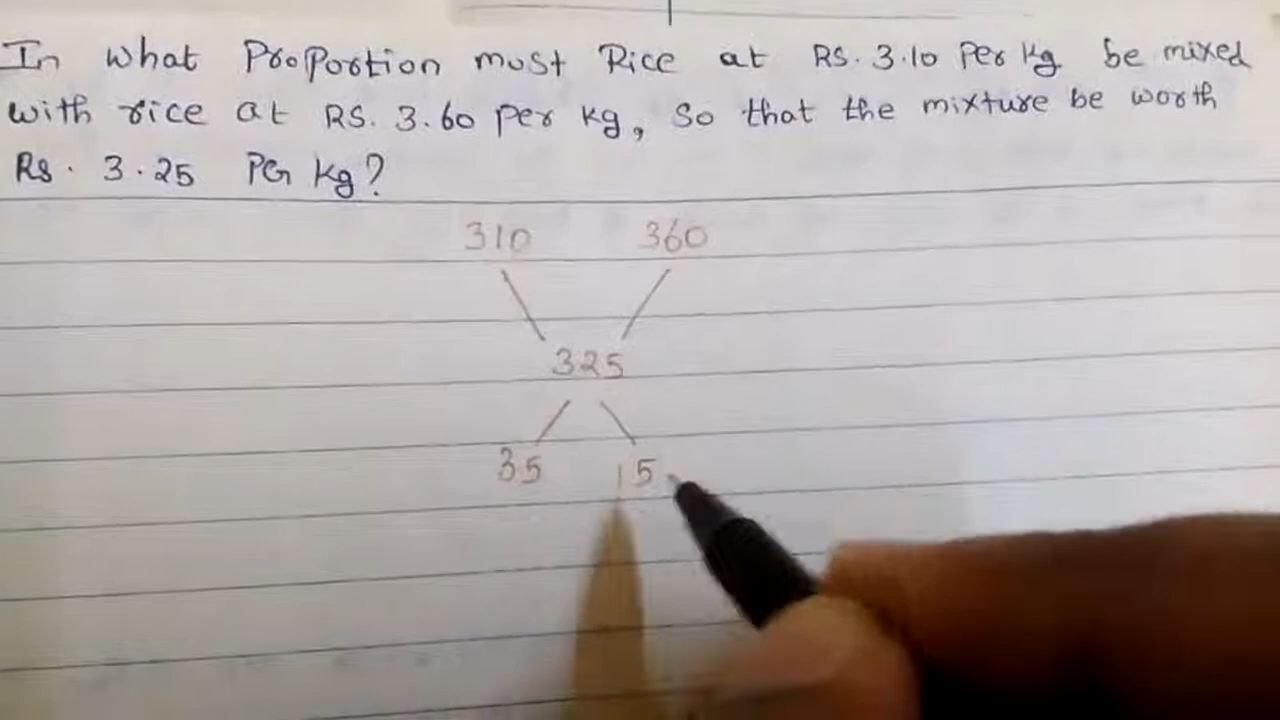 In what Proportion must Rice at RS. 3.10 Per kg be mixed
with rice at RS. 3.60 per kg, So that the mixture be worth
Rs. 3.25 Per kg?
310 360
325
35 15